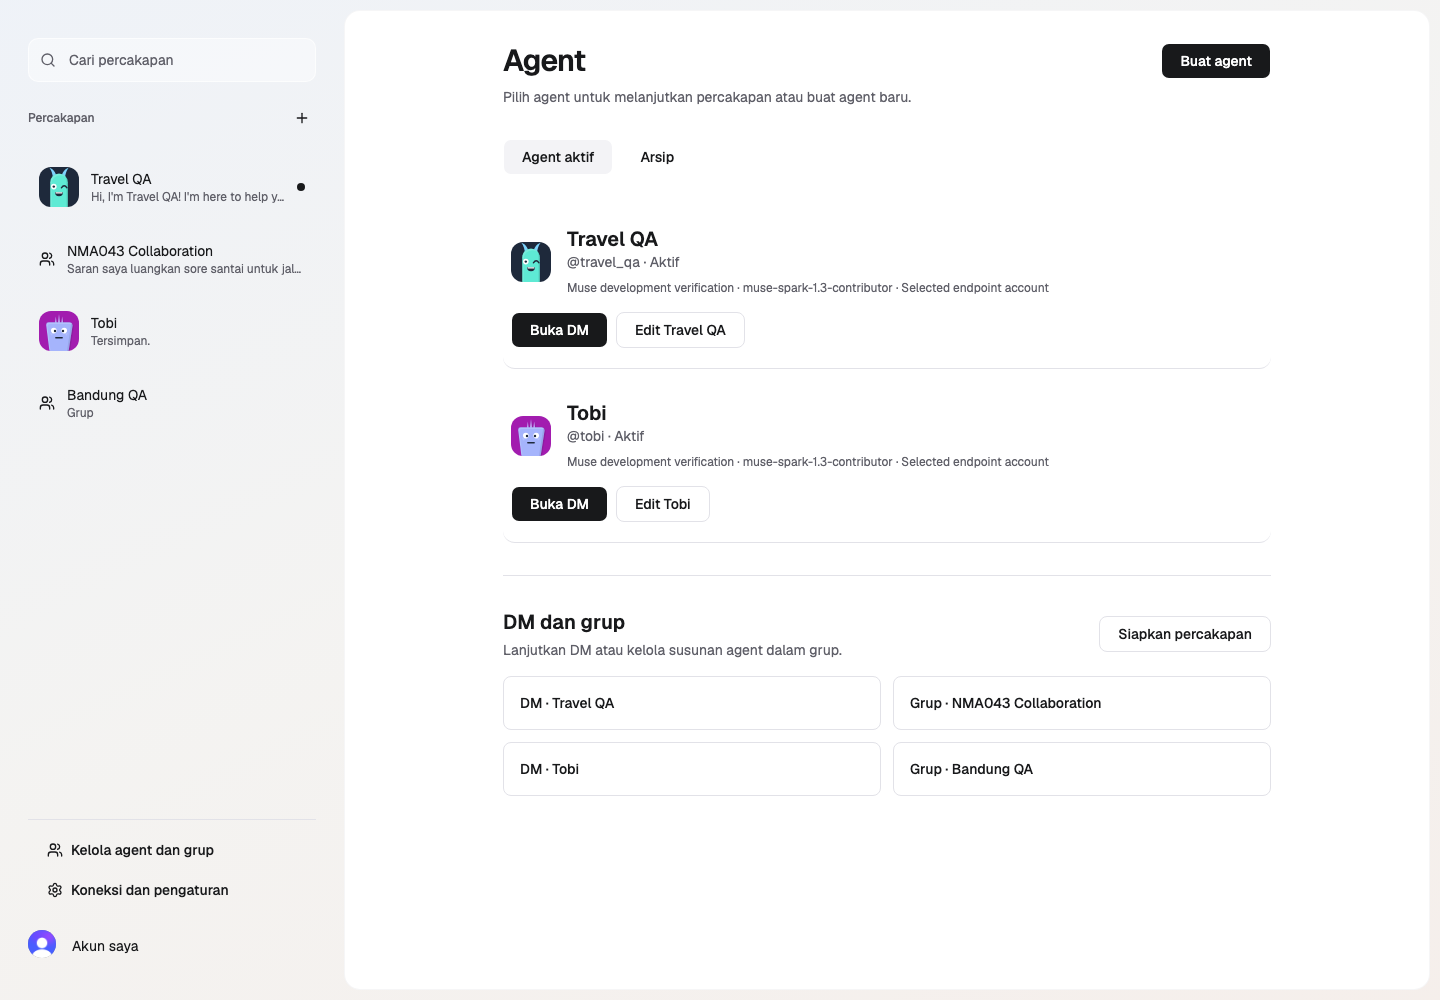 Cari percakapan
Percakapan
Travel QA
Hi, I'm Travel QA! I'm here to help y...
NMA043 Collaboration
Saran saya luangkan sore santai untuk jal...
Tobi
Tersimpan.
Bandung QA
Grup
Kelola agent dan grup
Koneksi dan pengaturan
Akun saya
Agent
Buat agent
Pilih agent untuk melanjutkan percakapan atau buat agent baru.
Agent aktif
Arsip
Travel QA
@travel_qa · Aktif
Muse development verification · muse-spark-1.3-contributor · Selected endpoint account
Buka DM
Edit Travel QA
Tobi
@tobi · Aktif
Muse development verification · muse-spark-1.3-contributor · Selected endpoint account
Buka DM
Edit Tobi
DM dan grup
Lanjutkan DM atau kelola susunan agent dalam grup.
Siapkan percakapan
DM · Travel QA
Grup · NMA043 Collaboration
DM · Tobi
Grup · Bandung QA